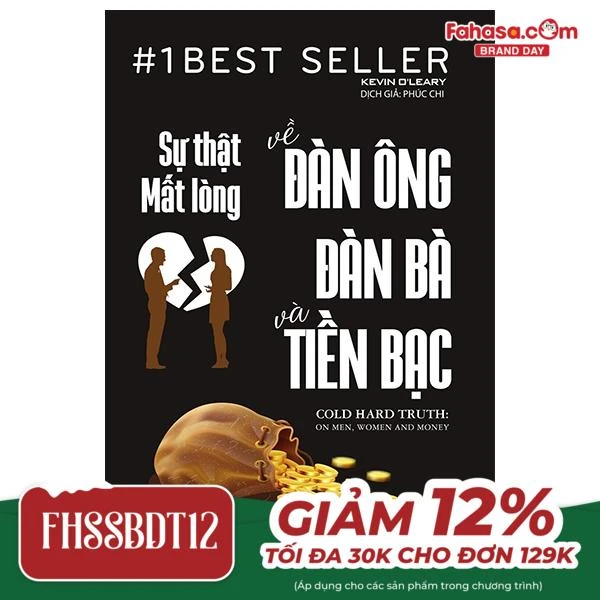 Fahasa.com
BRAND DAY
#1 BEST SELLER
KEVIN O'LEARY
DỊCH GIẢ: PHÚC CHI
Sự thật
Mất lòng
về
ĐÀN ÔNG
ĐÀN BÀ
và
TIỀN BẠC
COLD HARD TRUTH:
ON MEN, WOMEN AND MONEY
FHSSBDT12
GIẢM 12%
TỐI ĐA 30K CHO ĐƠN 129K
(Áp dụng cho các sản phẩm trong chương trình)